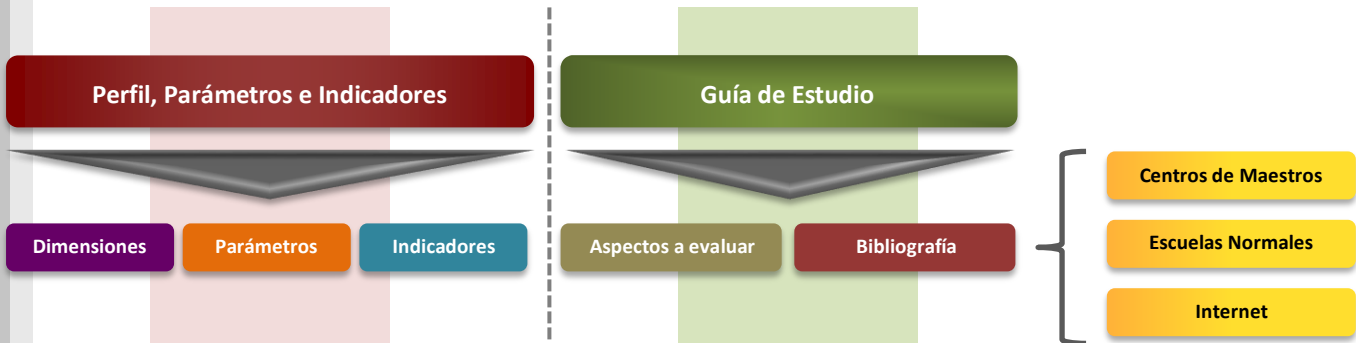 Perfil, Parámetros e Indicadores
Guía de Estudio
Dimensiones
Parámetros
Indicadores
Aspectos a evaluar
Bibliografía
Centros de Maestros
Escuelas Normales
Internet